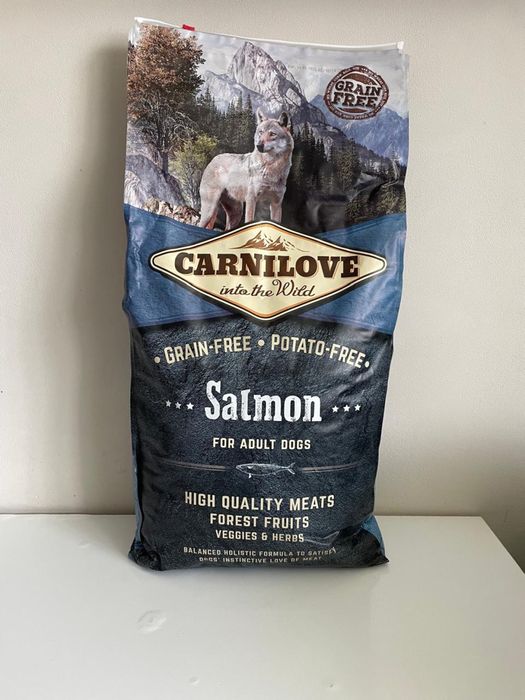 GRAIN
FREE
CARNILOVE
into the Wild
• GRAIN-FREE • POTATO-FREE •
Salmon
FOR ADULT DOGS
HIGH QUALITY MEATS
FOREST FRUITS
VEGGIES & HERBS
BALANCED HOLISTIC FORMULA TO SATISFY
DOGS' INSTINCTIVE LOVE OF MEAT